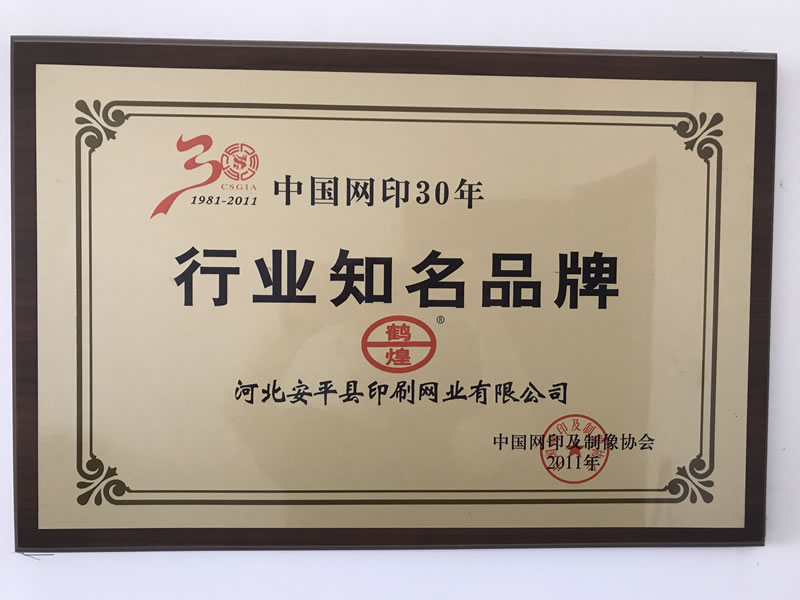 CSGIA
1981-2011
中国网印30年
行业知名品牌
鹤煌®
河北安平县印刷网业有限公司
中国网印及制像协会
2011年